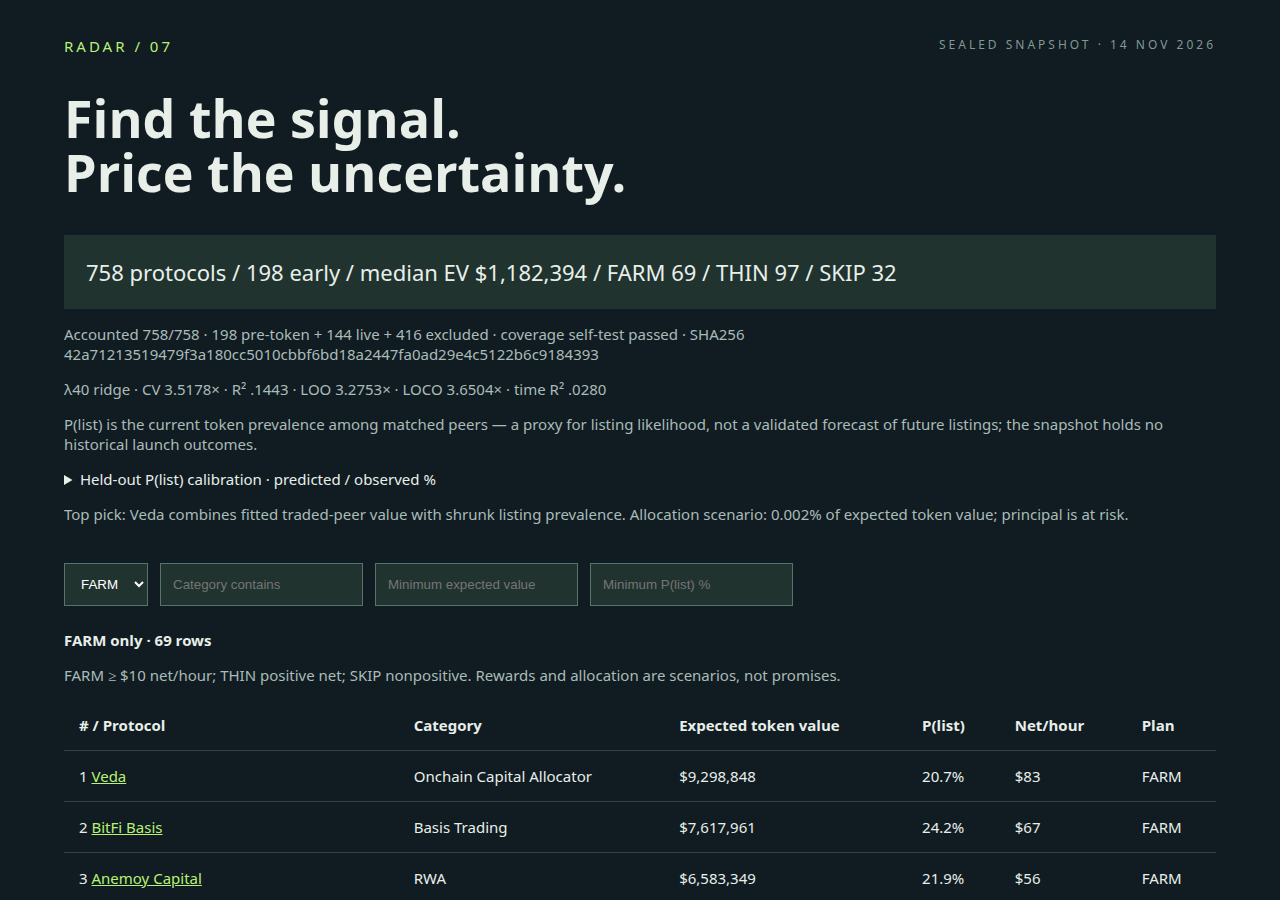 RADAR / 07
SEALED SNAPSHOT · 14 NOV 2026
Find the signal.
Price the uncertainty.
758 protocols / 198 early / median EV $1,182,394 / FARM 69 / THIN 97 / SKIP 32
Accounted 758/758 · 198 pre-token + 144 live + 416 excluded · coverage self-test passed · SHA256
42a71213519479f3a180cc5010cbbf6bd18a2447fa0ad29e4c5122b6c9184393
λ40 ridge · CV 3.5178× · R² .1443 · LOO 3.2753× · LOCO 3.6504× · time R² .0280
P(list) is the current token prevalence among matched peers — a proxy for listing likelihood, not a validated forecast of future listings; the snapshot holds no
historical launch outcomes.
▶ Held-out P(list) calibration · predicted / observed %
Top pick: Veda combines fitted traded-peer value with shrunk listing prevalence. Allocation scenario: 0.002% of expected token value; principal is at risk.
FARM Category contains Minimum expected value Minimum P(list) %
FARM only · 69 rows
FARM ≥ $10 net/hour; THIN positive net; SKIP nonpositive. Rewards and allocation are scenarios, not promises.
# / Protocol Category Expected token value P(list) Net/hour Plan
1 Veda Onchain Capital Allocator $9,298,848 20.7% $83 FARM
2 BitFi Basis Basis Trading $7,617,961 24.2% $67 FARM
3 Anemoy Capital RWA $6,583,349 21.9% $56 FARM